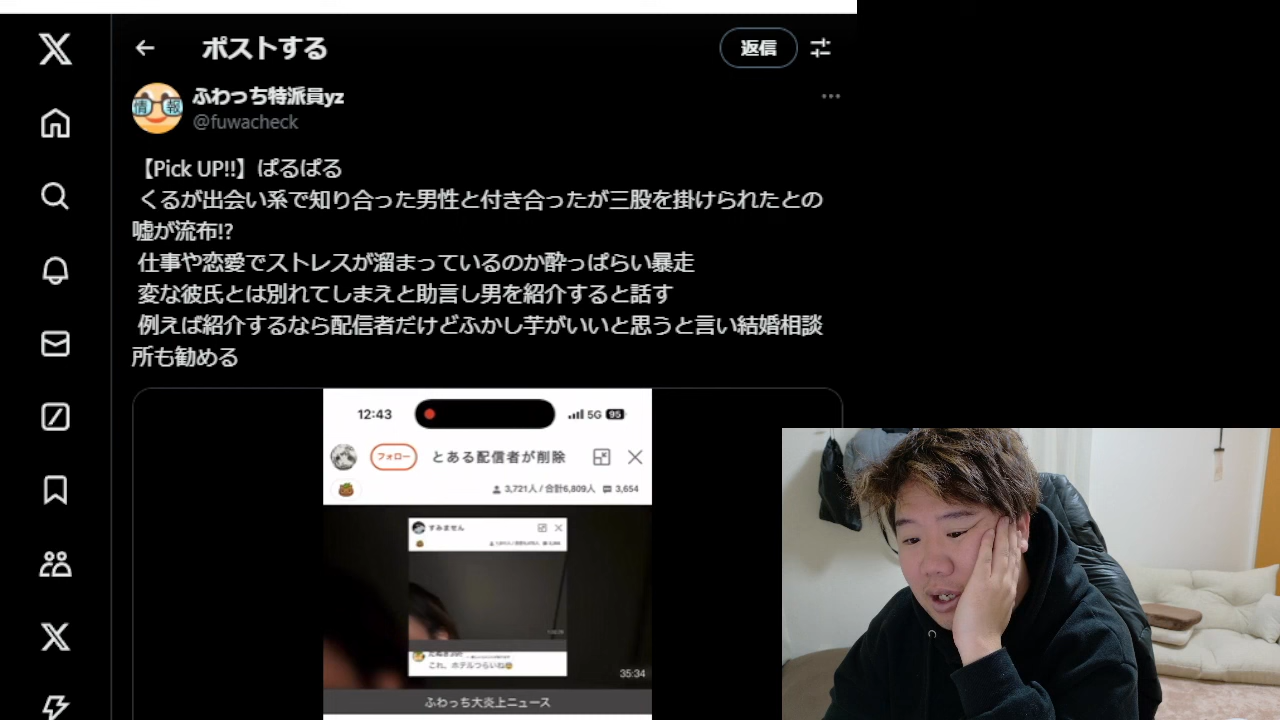 ポストする
返信
ふわっち特派員yz
@fuwacheck
情 報
【Pick UP!!】ぱるぱる
くるが出会い系で知り合った男性と付き合ったが三股を掛けられたとの
嘘が流布!?
仕事や恋愛でストレスが溜まっているのか酔っぱらい暴走
変な彼氏とは別れてしまえと助言し男を紹介すると話す
例えば紹介するなら配信者だけどふかし芋がいいと思うと言い結婚相談
所も勧める
12:43
5G 95
フォロー
とある配信者が削除
3,721人 / 合計6,809人 3,654
すみません
これ、ホテルつらいね
35:34
ふわっち大炎上ニュース